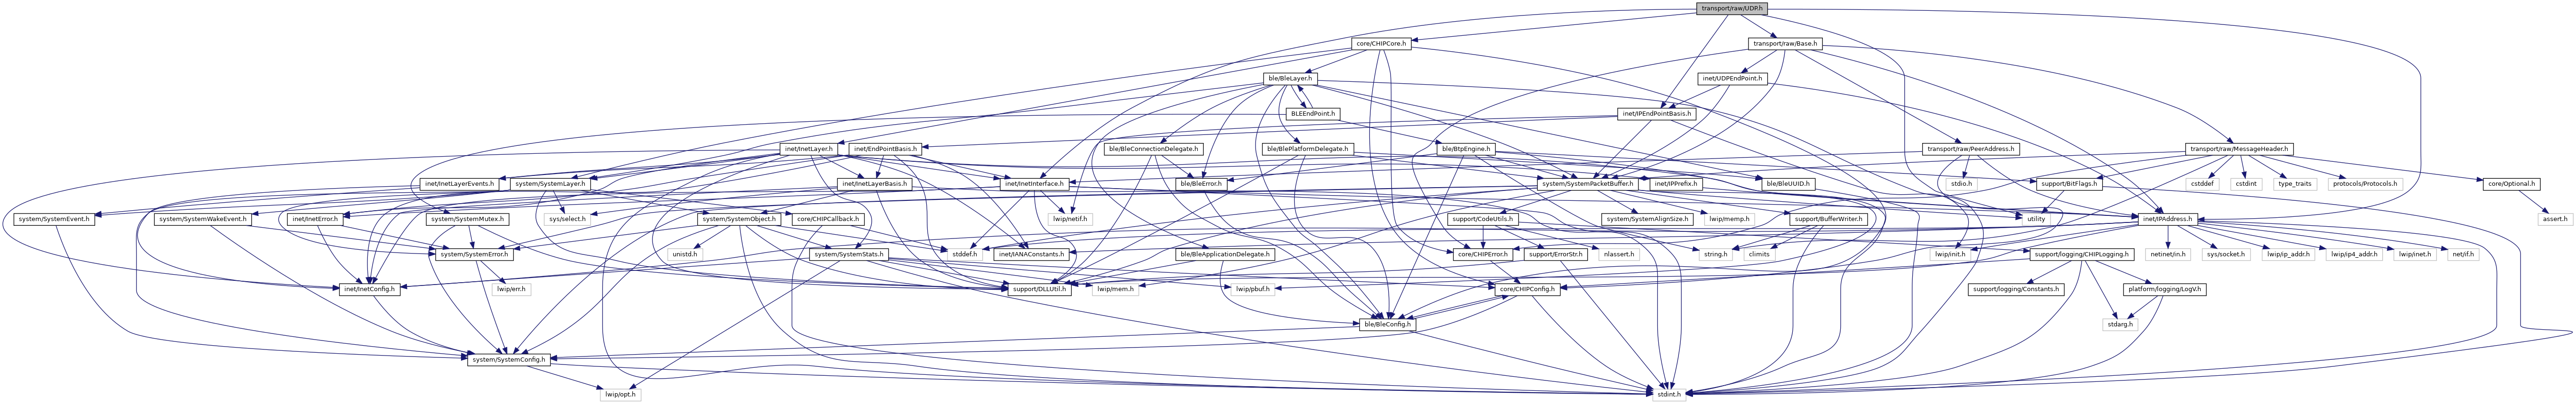 transport/raw/UDP.h
core/CHIPCore.h
transport/raw/Base.h
ble/BleLayer.h
inet/UDPEndPoint.h
BLEEndPoint.h
inet/IPEndPointBasis.h
inet/InetLayer.h
inet/EndPointBasis.h
ble/BleConnectionDelegate.h
ble/BlePlatformDelegate.h
ble/BtpEngine.h
transport/raw/PeerAddress.h
transport/raw/MessageHeader.h
inet/InetLayerEvents.h
system/SystemLayer.h
inet/InetLayerBasis.h
inet/InetInterface.h
ble/BleError.h
system/SystemPacketBuffer.h
inet/IPPrefix.h
ble/BleUUID.h
stdio.h
support/BitFlags.h
cstddef
cstdint
type_traits
protocols/Protocols.h
core/Optional.h
system/SystemEvent.h
system/SystemWakeEvent.h
inet/InetError.h
system/SystemMutex.h
sys/select.h
system/SystemObject.h
core/CHIPCallback.h
lwip/netif.h
support/CodeUtils.h
system/SystemAlignSize.h
lwip/memp.h
support/BufferWriter.h
utility
inet/IPAddress.h
assert.h
system/SystemError.h
unistd.h
system/SystemStats.h
stddef.h
inet/IANAConstants.h
ble/BleApplicationDelegate.h
core/CHIPError.h
support/ErrorStr.h
nlassert.h
string.h
climits
lwip/init.h
support/logging/CHIPLogging.h
netinet/in.h
sys/socket.h
lwip/ip_addr.h
lwip/ip4_addr.h
lwip/inet.h
net/if.h
inet/InetConfig.h
lwip/err.h
support/DLLUtil.h
lwip/mem.h
lwip/pbuf.h
core/CHIPConfig.h
support/logging/Constants.h
platform/logging/LogV.h
ble/BleConfig.h
stdarg.h
system/SystemConfig.h
lwip/opt.h
stdint.h